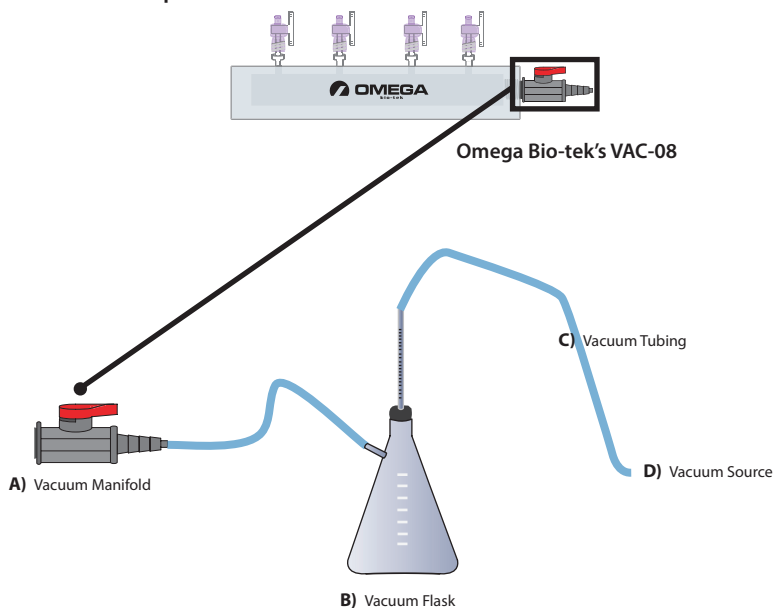 OMEGA
bio-tek
Omega Bio-tek's VAC-08
C) Vacuum Tubing
D) Vacuum Source
A) Vacuum Manifold
B) Vacuum Flask